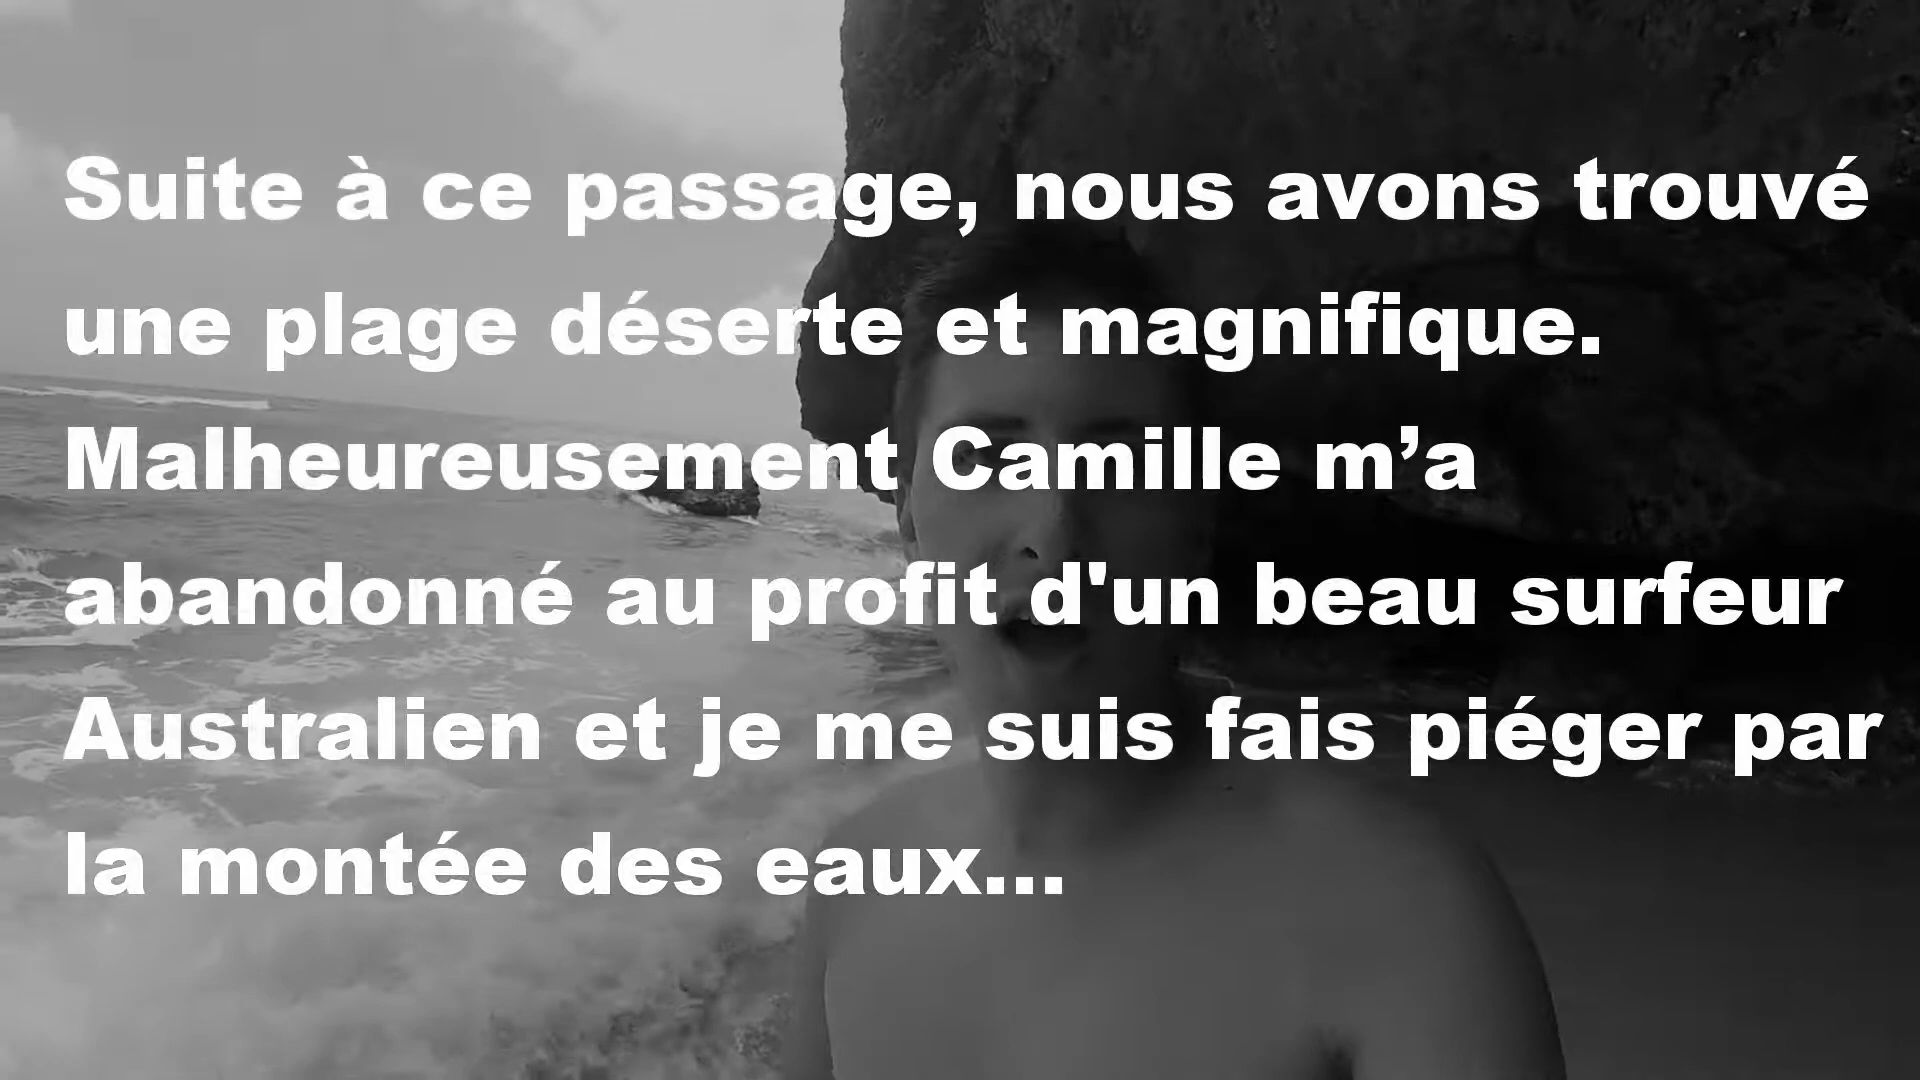 Suite à ce passage, nous avons trouvé
une plage déserte et magnifique.
Malheureusement Camille m’a
abandonné au profit d'un beau surfeur
Australien et je me suis fais piéger par
la montée des eaux...